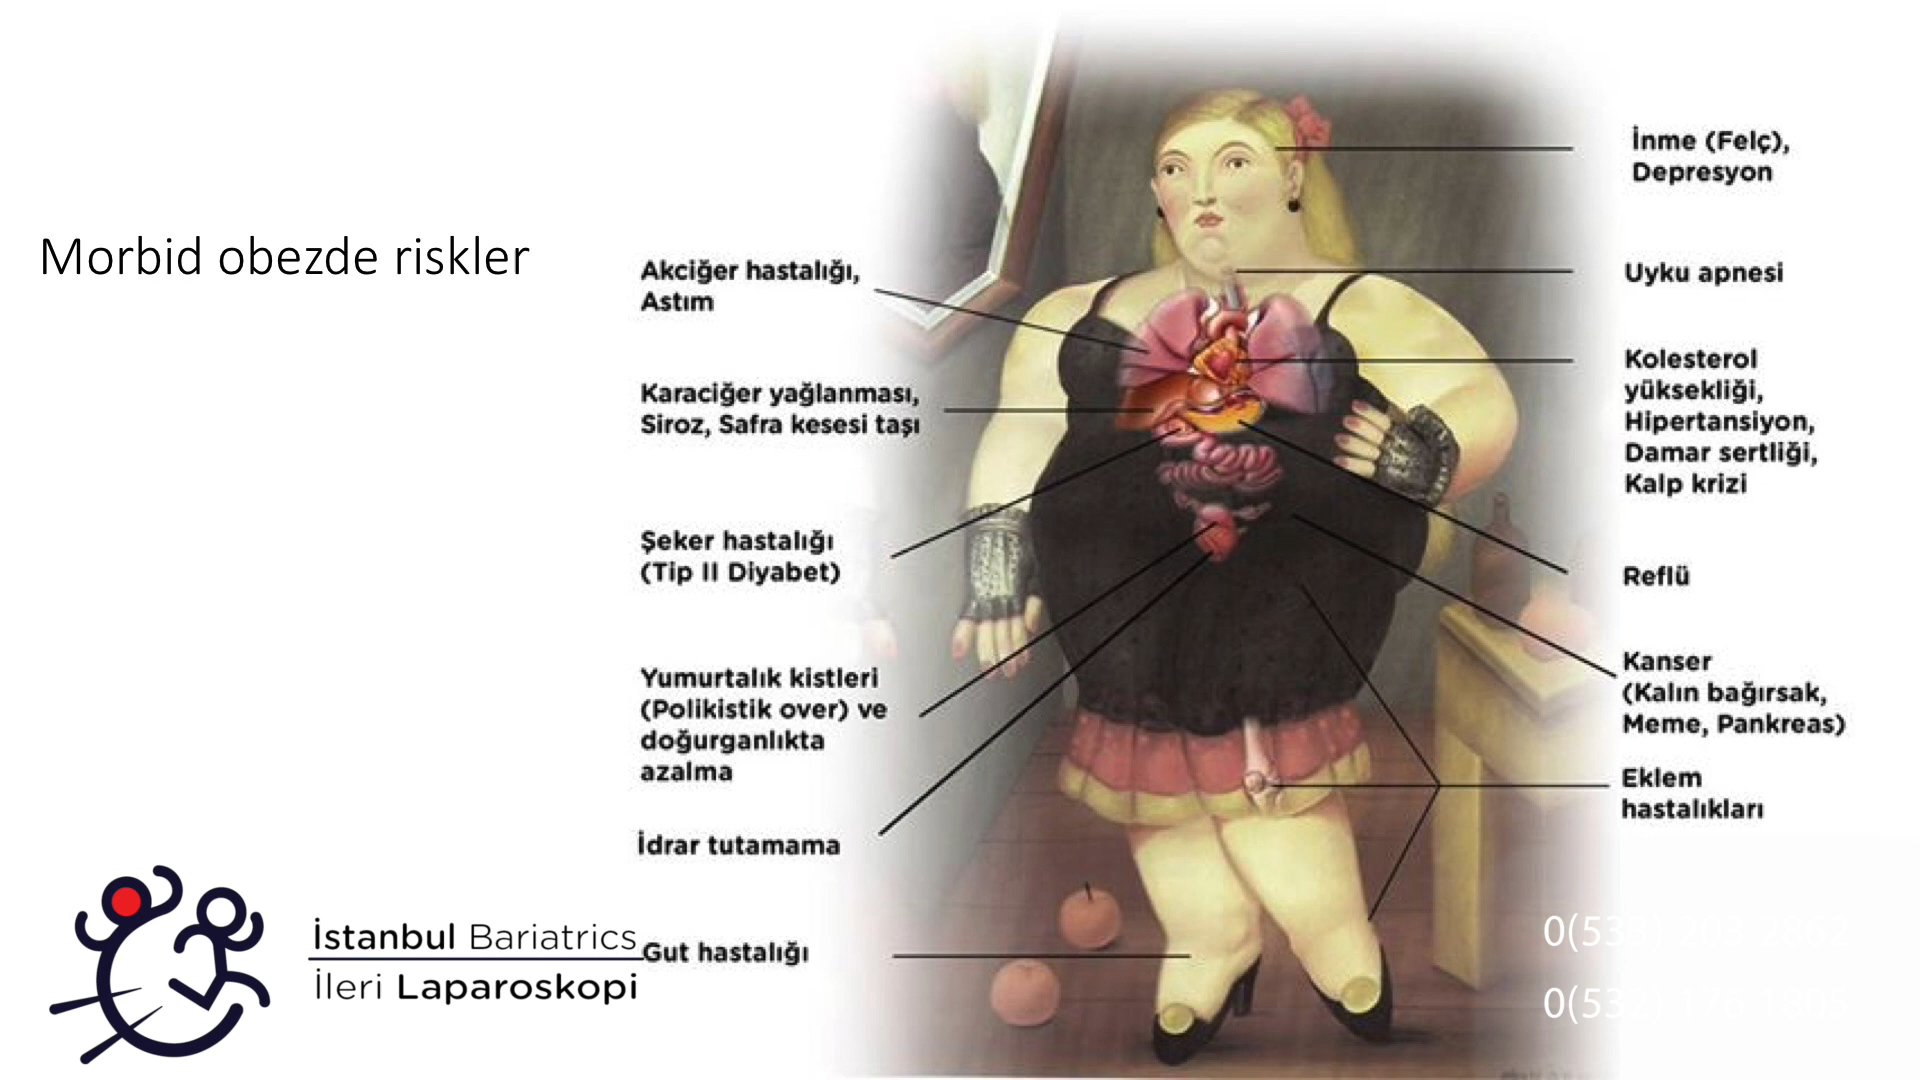 Morbid obezde riskler
Akciğer hastalığı,
Astım
Karaciğer yağlanması,
Siroz, Safra kesesi taşı
Şeker hastalığı
(Tip II Diyabet)
Yumurtalık kistleri
(Polikistik over) ve
doğurganlıkta
azalma
İdrar tutamama
Gut hastalığı
İnme (Felç),
Depresyon
Uyku apnesi
Kolesterol
yüksekliği,
Hipertansiyon,
Damar sertliği,
Kalp krizi
Reflü
Kanser
(Kalın bağırsak,
Meme, Pankreas)
Eklem
hastalıkları
İstanbul Bariatrics
İleri Laparoskopi